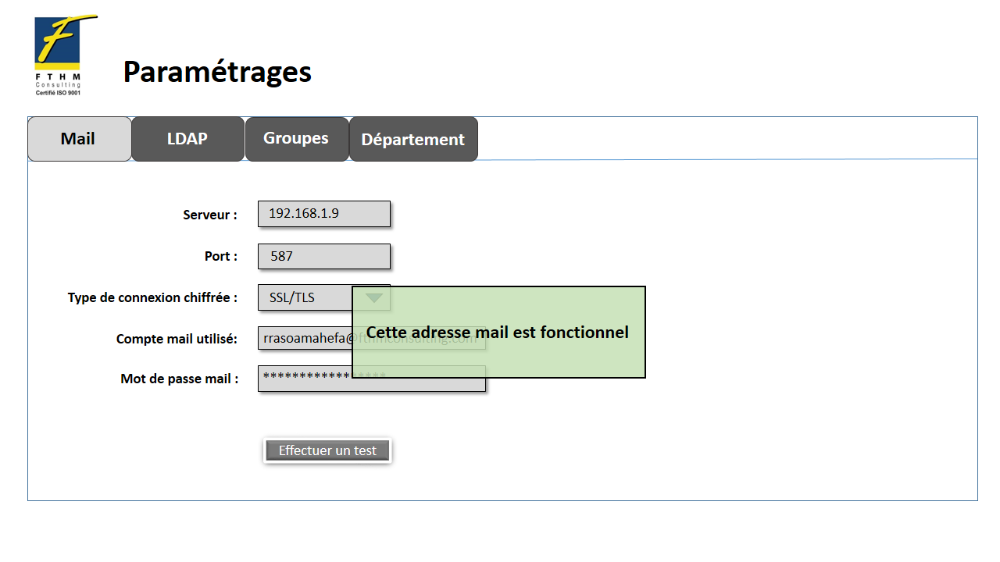 F T H M
Consulting
Certifié ISO 9001
Paramétrages
Mail LDAP Groupes Département
Serveur : 192.168.1.9
Port : 587
Type de connexion chiffrée : SSL/TLS
Compte mail utilisé: rrasoamahefa@fthmconsulting.com
Cette adresse mail est fonctionnel
Mot de passe mail : *****************
Effectuer un test